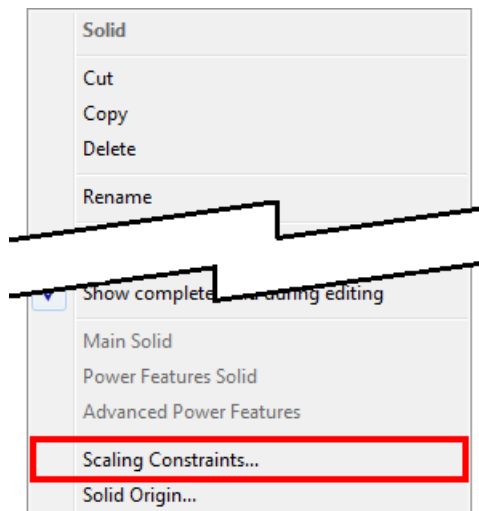 Solid
Cut
Copy
Delete
Rename
Show complete during editing
Main Solid
Power Features Solid
Advanced Power Features
Scaling Constraints...
Solid Origin...